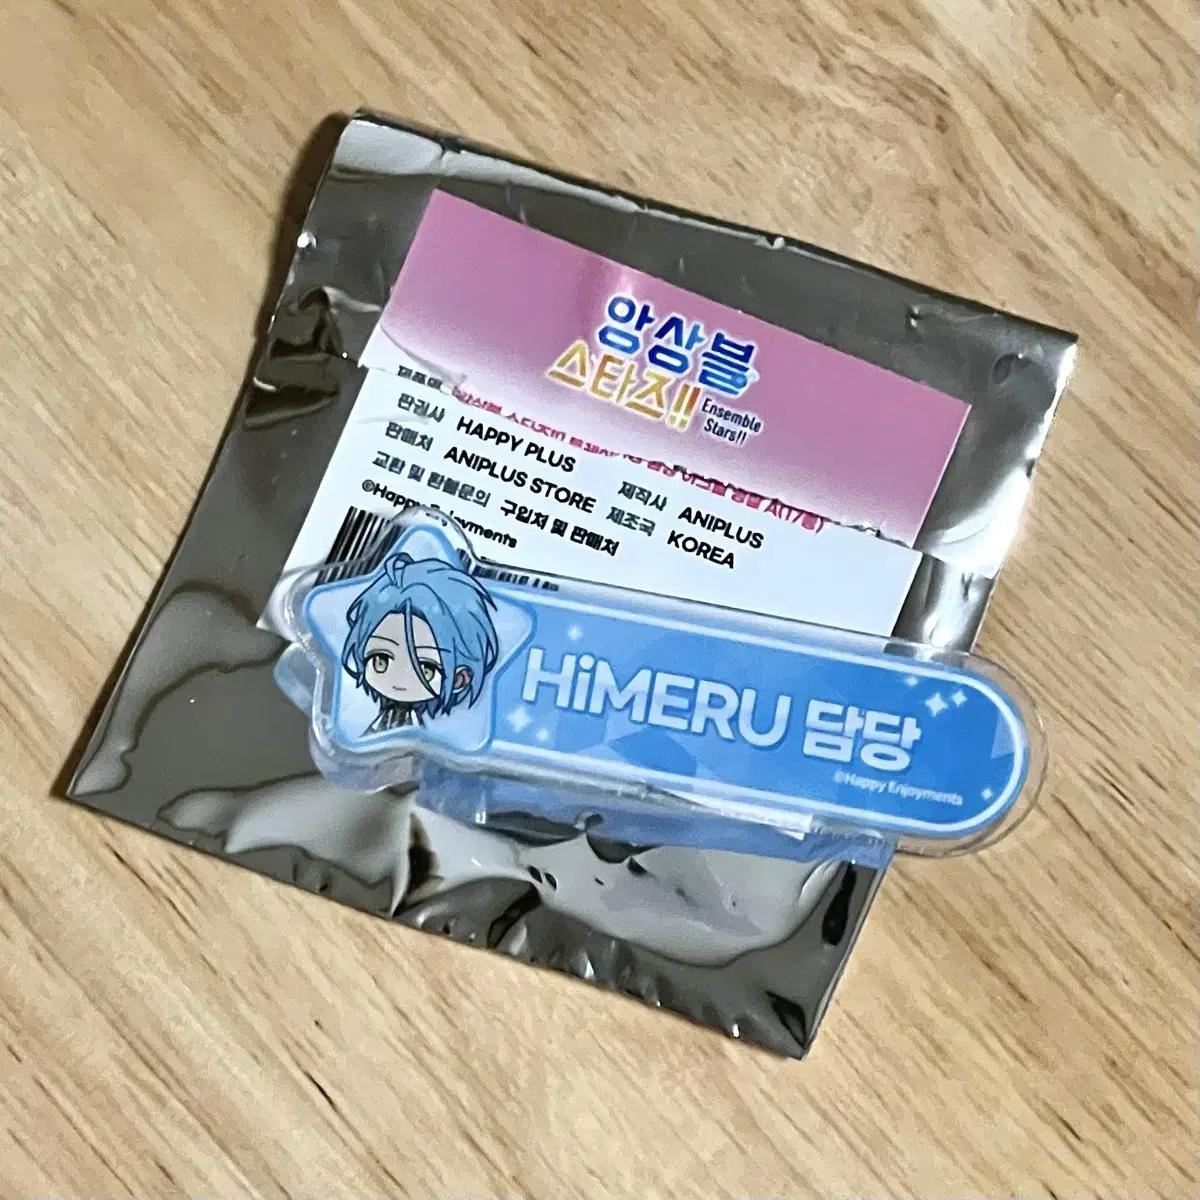 앙상블
스타즈!!
Ensemble
Stars!!
판권사 HAPPY PLUS
제작사 ANIPLUS
판매처 ANIPLUS STORE
제조국 KOREA
교환 및 환불문의 구입처 및 판매처
HiMERU 담당
©Happy Enjoyments